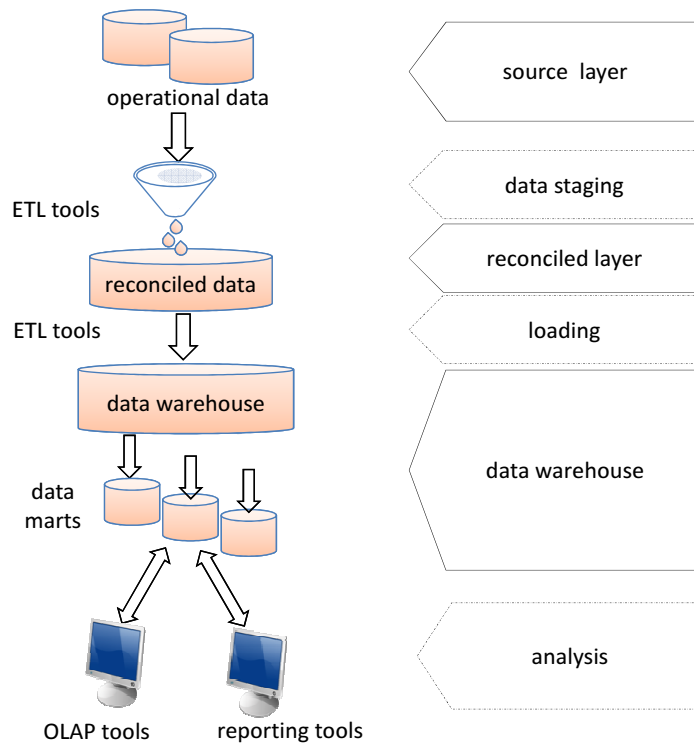 operational data
source layer
ETL tools
data staging
reconciled data
reconciled layer
ETL tools
loading
data warehouse
data
marts
data warehouse
OLAP tools
reporting tools
analysis